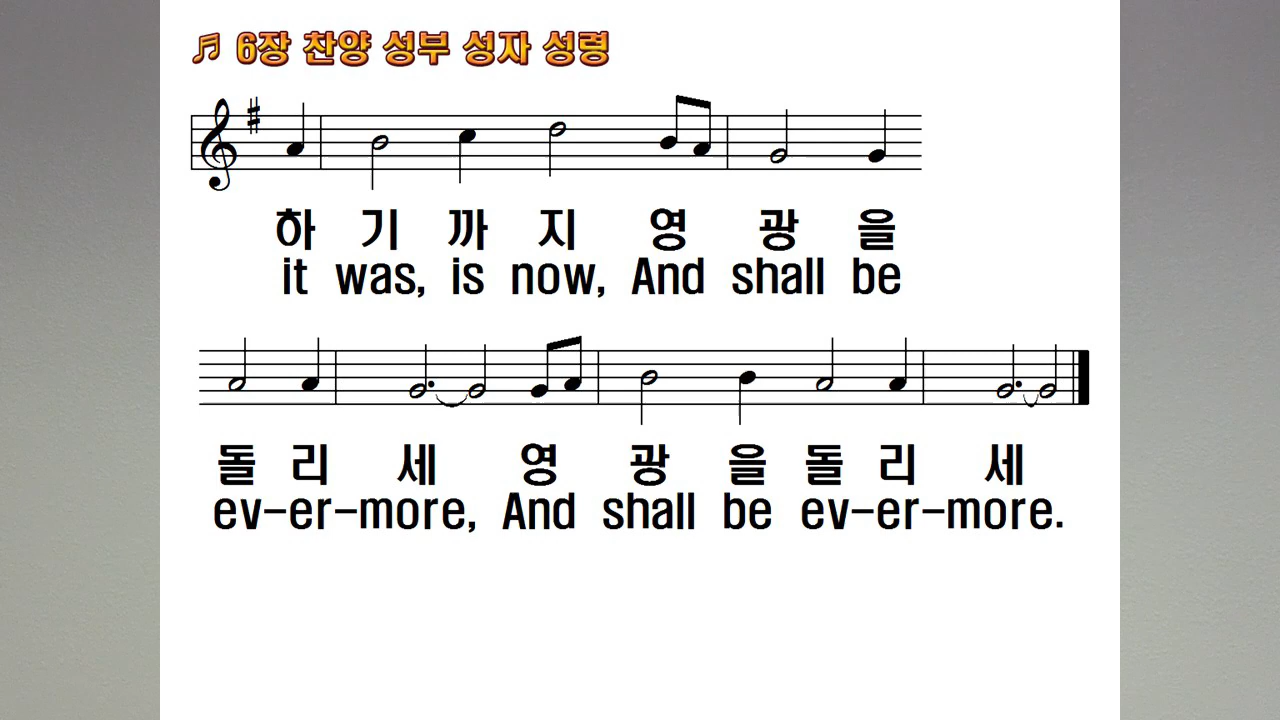 ♬ 6장 찬양 성부 성자 성령
하 기 까 지 영 광 을
it was, is now, And shall be
돌 리 세 영 광 을 돌 리 세
ev-er-more, And shall be ev-er-more.